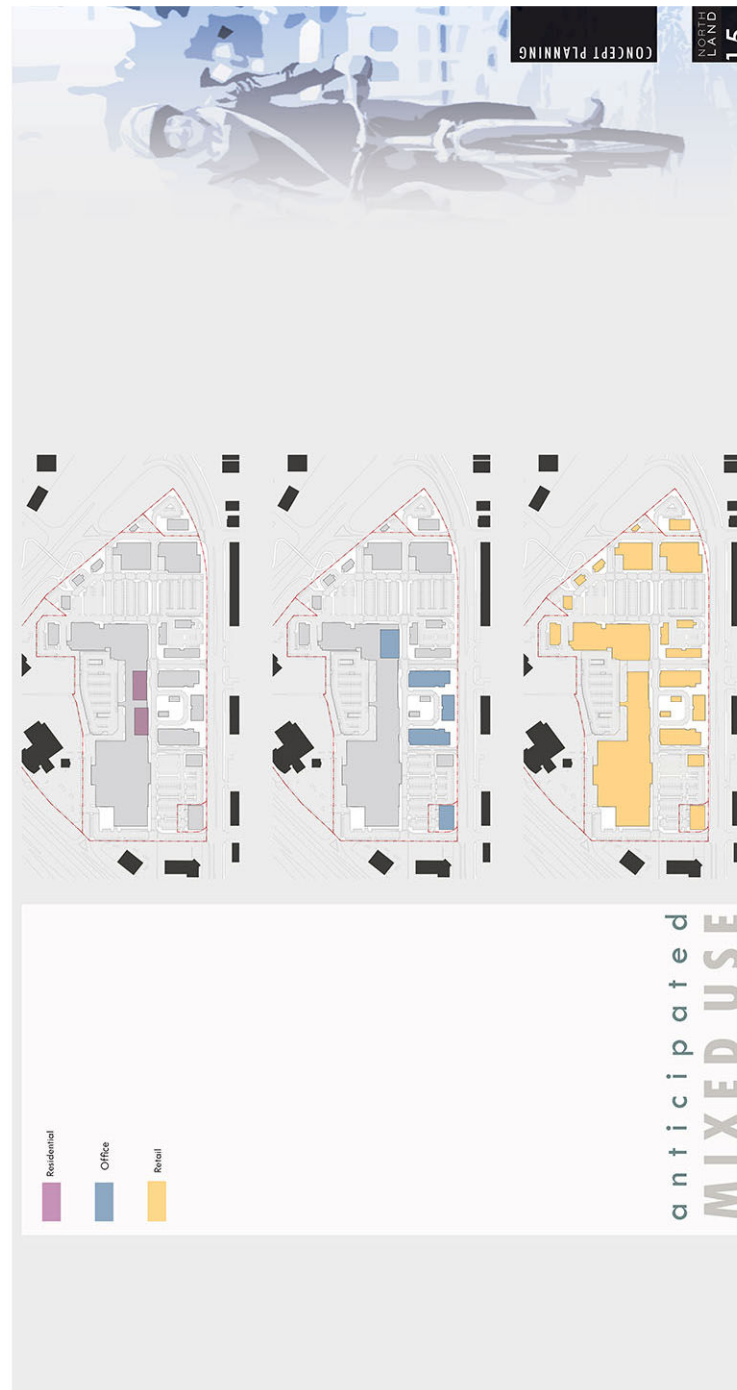 anticipated
MIXED USE
Residential
Office
Retail
CONCEPT PLANNING
NORTH
LAND
15